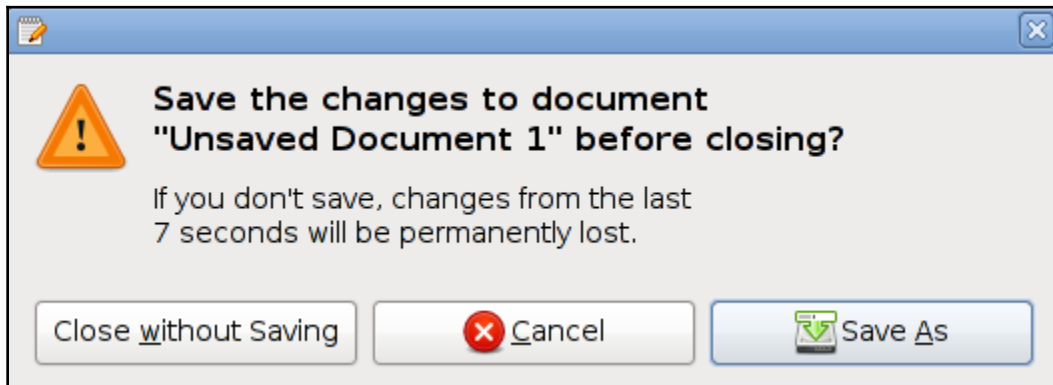 Save the changes to document
"Unsaved Document 1" before closing?
If you don't save, changes from the last
7 seconds will be permanently lost.
Close without Saving
Cancel
Save As